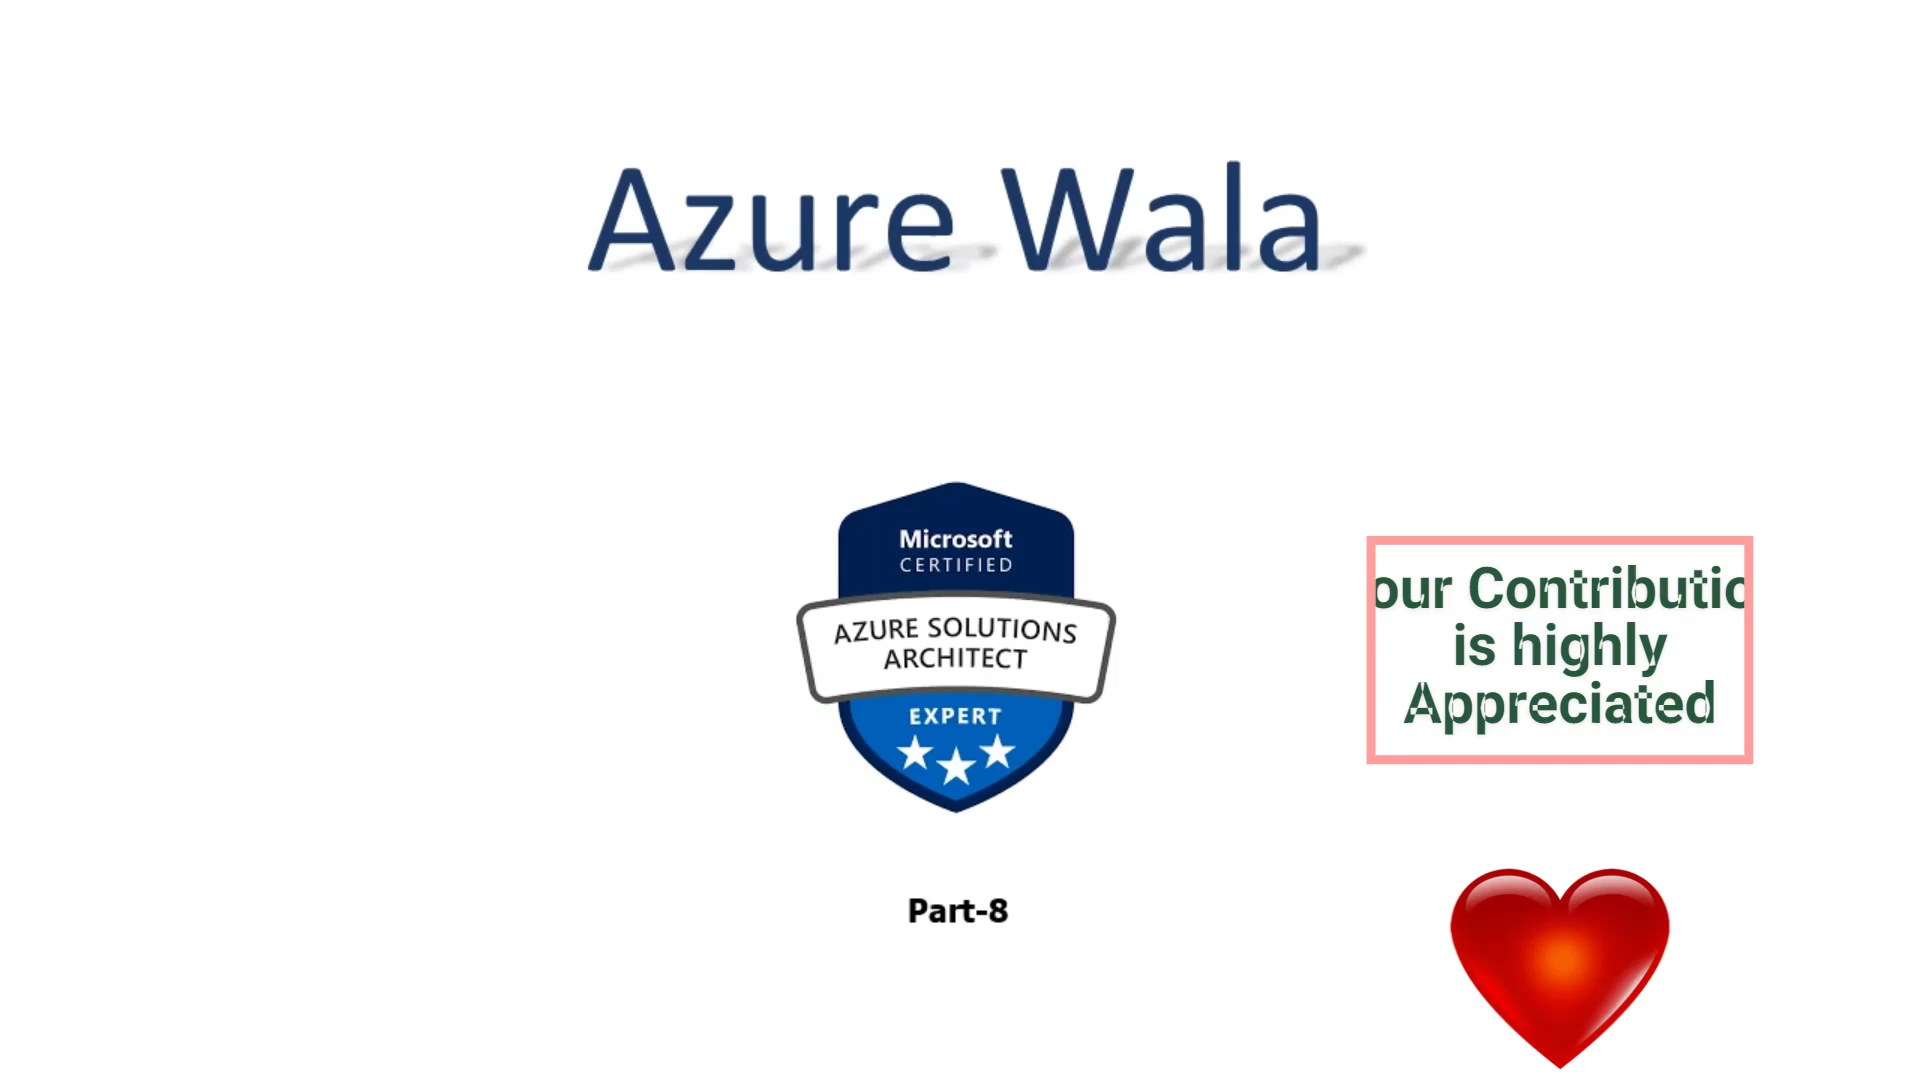 Azure Wala
Microsoft
CERTIFIED
AZURE SOLUTIONS
ARCHITECT
EXPERT
our Contributio
is highly
Appreciated
Part-8